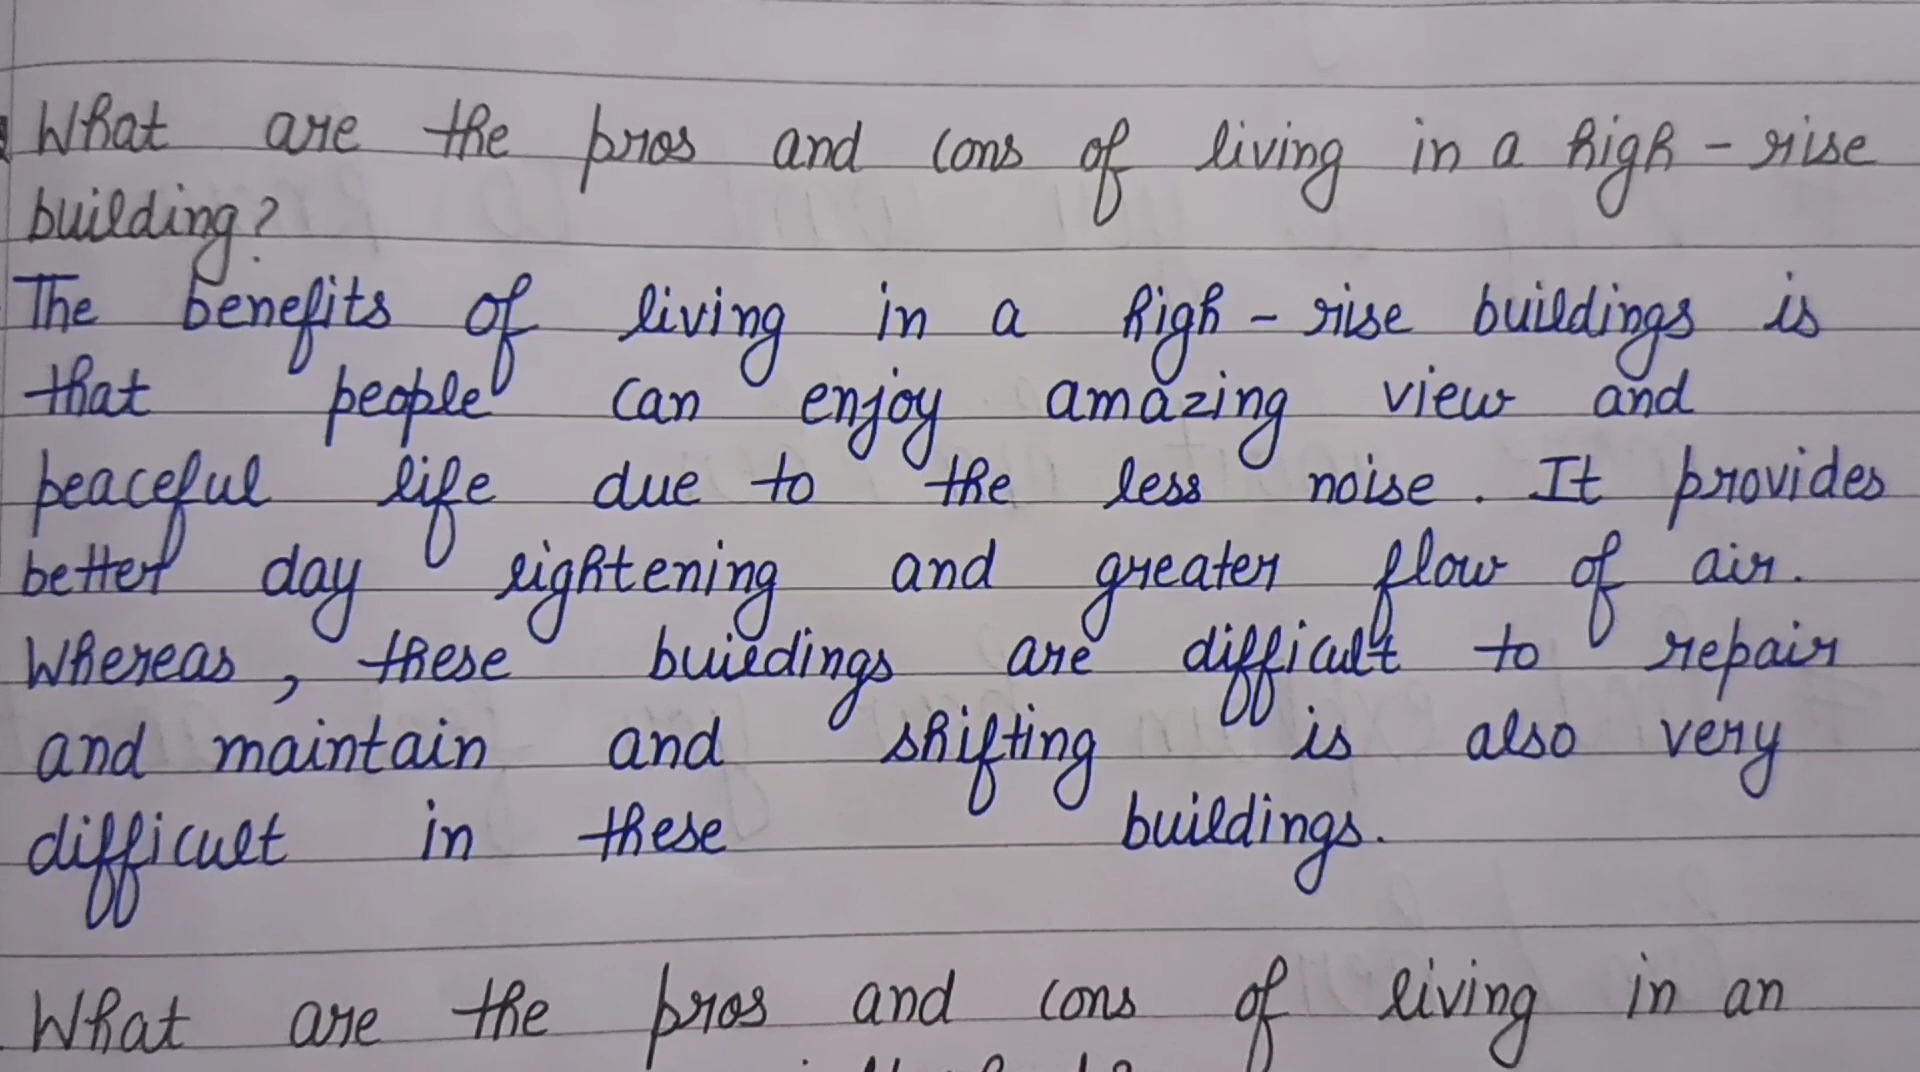 What are the pros and cons of living in a high-rise
building?
The benefits of living in a high-rise buildings is
that people can enjoy amazing view and
peaceful life due to the less noise. It provides
better day lightening and greater flow of air.
Whereas, these buildings are difficult to repair
and maintain and shifting is also very
difficult in these buildings.
What are the pros and cons of living in an